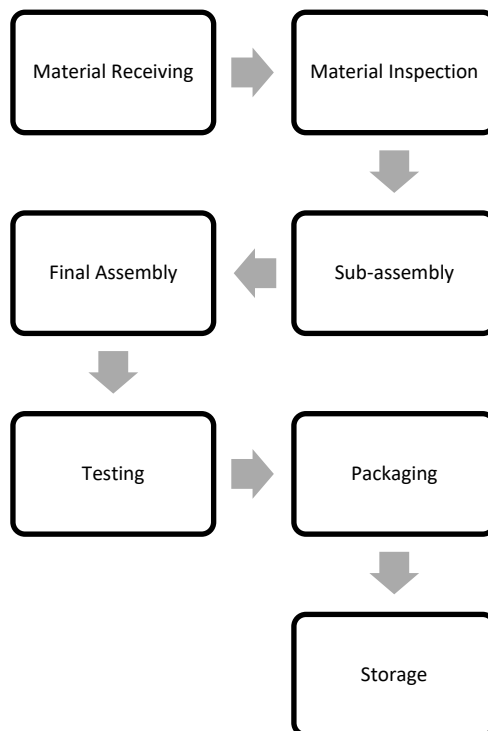 Material Receiving
Material Inspection
Sub-assembly
Final Assembly
Testing
Packaging
Storage